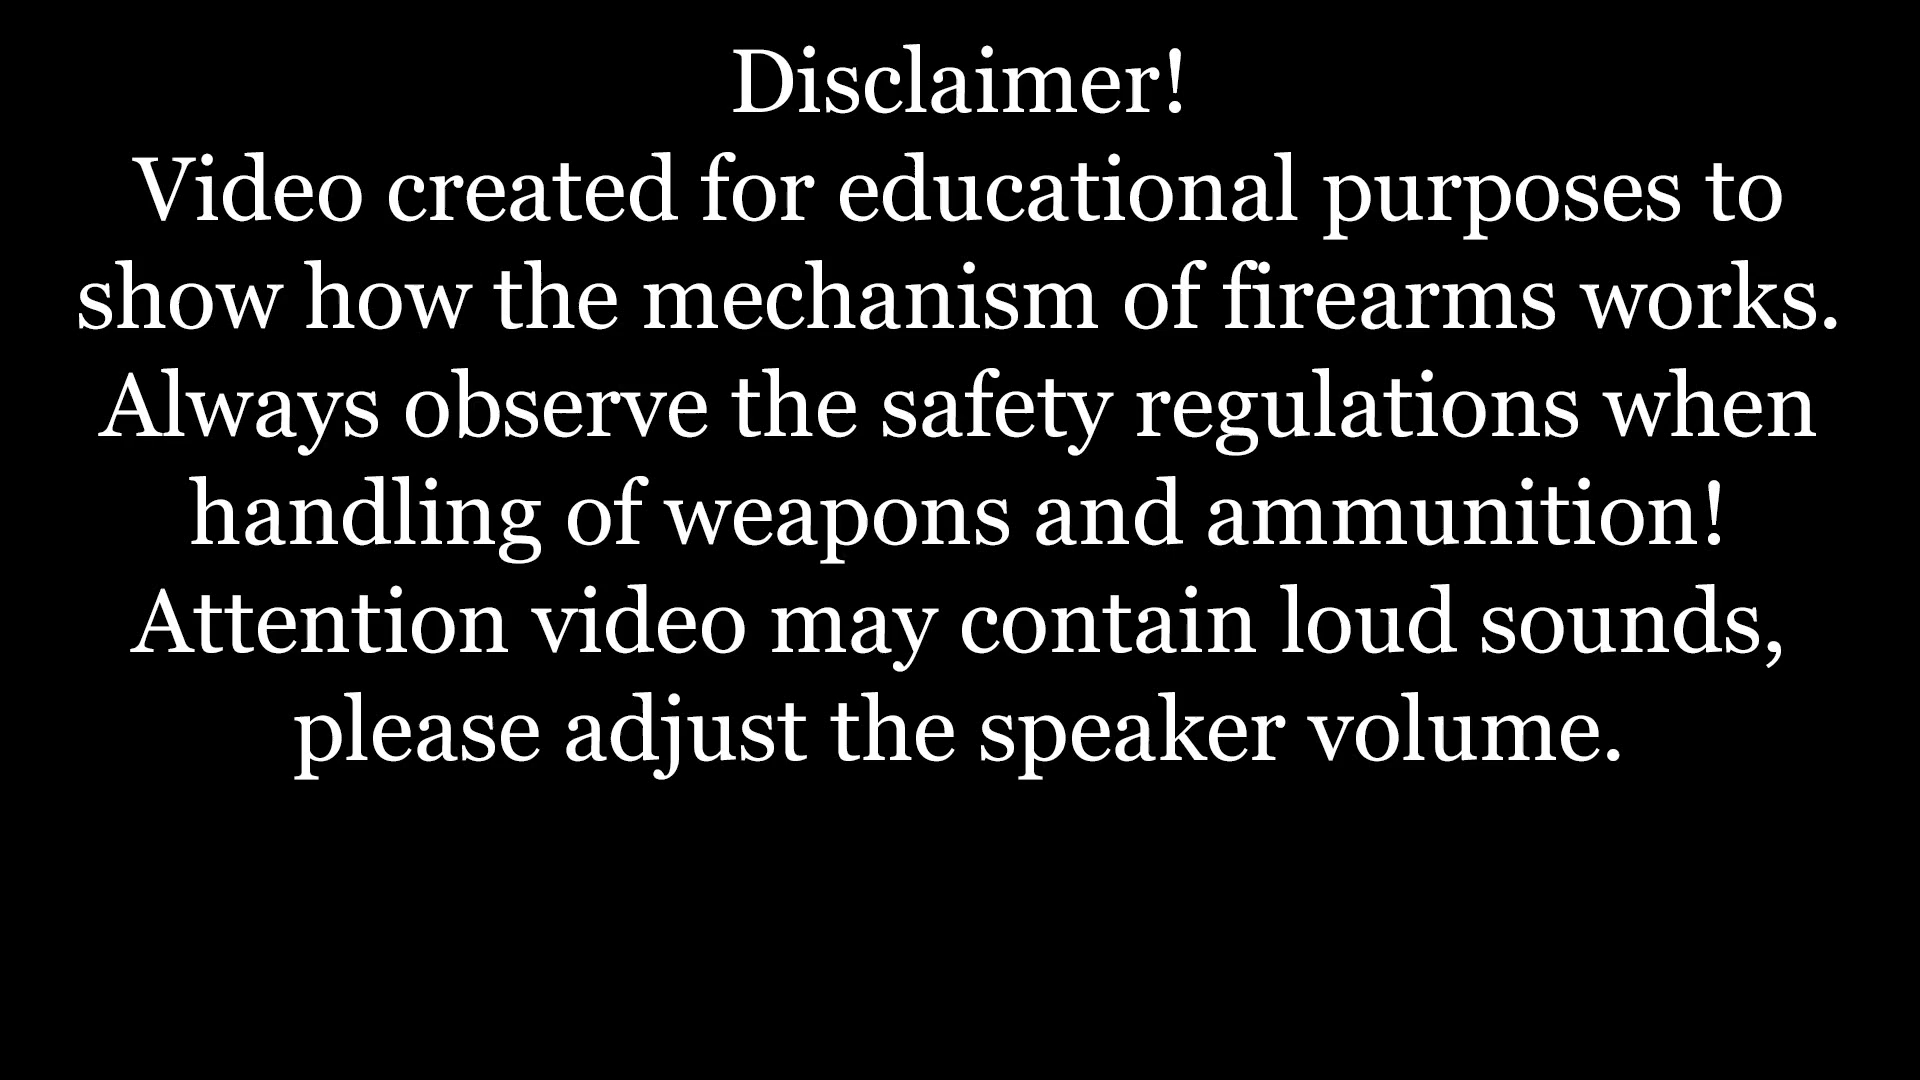 Disclaimer!
Video created for educational purposes to
show how the mechanism of firearms works.
Always observe the safety regulations when
handling of weapons and ammunition!
Attention video may contain loud sounds,
please adjust the speaker volume.